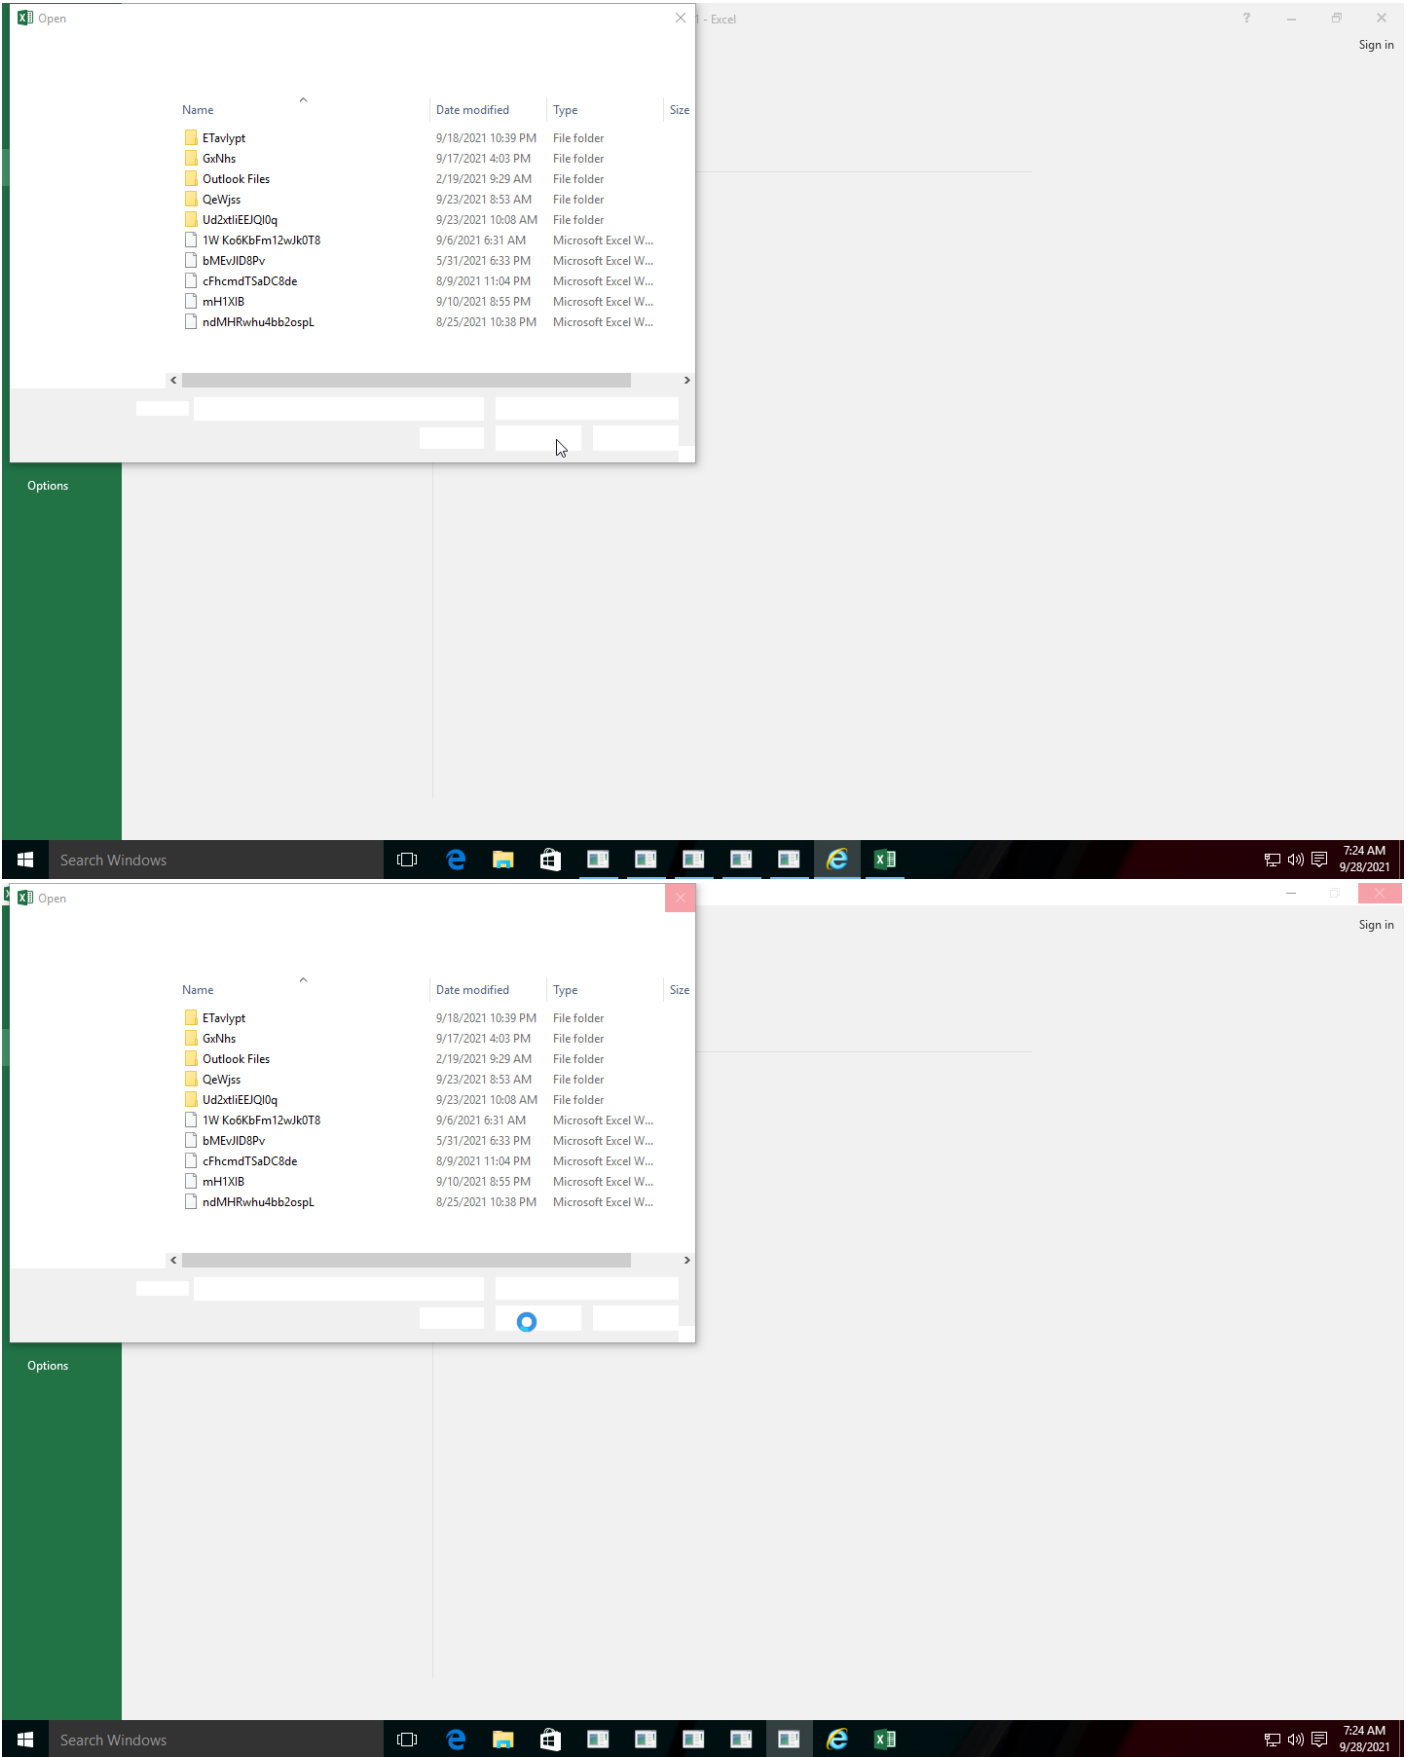 Open
1 - Excel
?
Sign in
Name Date modified Type Size
ETavlypt 9/18/2021 10:39 PM File folder
GxNhs 9/17/2021 4:03 PM File folder
Outlook Files 2/19/2021 9:29 AM File folder
QeWjss 9/23/2021 8:53 AM File folder
Ud2xtliEEJQI0q 9/23/2021 10:08 AM File folder
1W Ko6KbFm12wJk0T8 9/6/2021 6:31 AM Microsoft Excel W...
bMEvJID8Pv 5/31/2021 6:33 PM Microsoft Excel W...
cFhcmdTSaDC8de 8/9/2021 11:04 PM Microsoft Excel W...
mH1XIB 9/10/2021 8:55 PM Microsoft Excel W...
ndMHRwhu4bb2ospL 8/25/2021 10:38 PM Microsoft Excel W...
Options
Search Windows
7:24 AM
9/28/2021
Open
Sign in
Name Date modified Type Size
ETavlypt 9/18/2021 10:39 PM File folder
GxNhs 9/17/2021 4:03 PM File folder
Outlook Files 2/19/2021 9:29 AM File folder
QeWjss 9/23/2021 8:53 AM File folder
Ud2xtliEEJQI0q 9/23/2021 10:08 AM File folder
1W Ko6KbFm12wJk0T8 9/6/2021 6:31 AM Microsoft Excel W...
bMEvJID8Pv 5/31/2021 6:33 PM Microsoft Excel W...
cFhcmdTSaDC8de 8/9/2021 11:04 PM Microsoft Excel W...
mH1XIB 9/10/2021 8:55 PM Microsoft Excel W...
ndMHRwhu4bb2ospL 8/25/2021 10:38 PM Microsoft Excel W...
Options
Search Windows
7:24 AM
9/28/2021